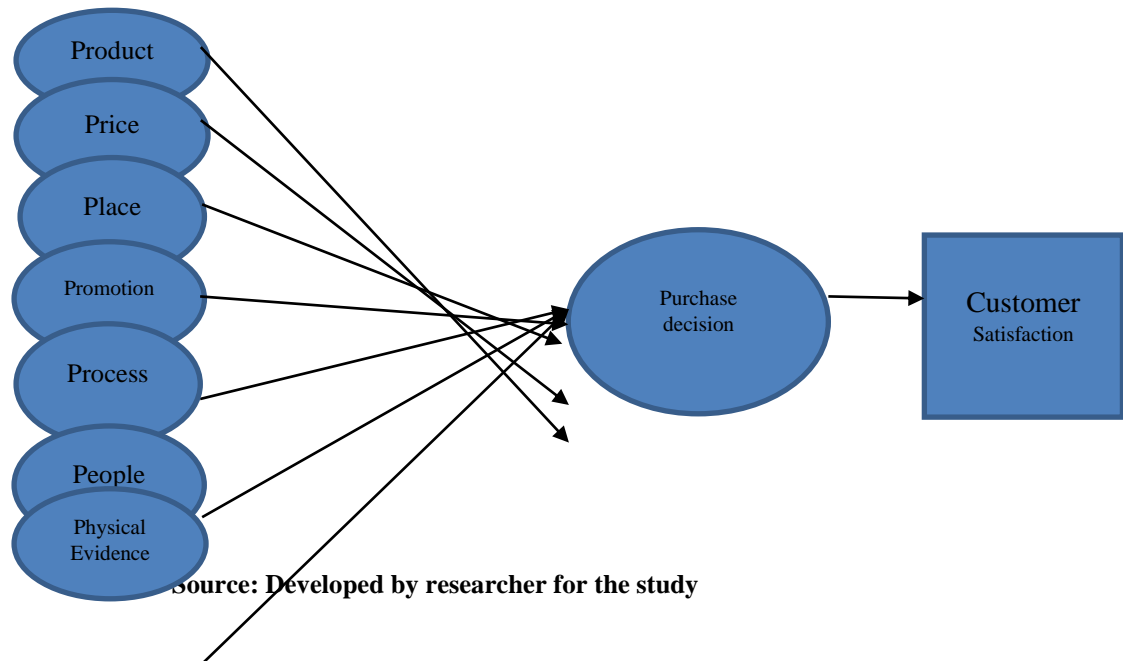 Product
Price
Place
Promotion
Process
People
Physical
Evidence
Purchase
decision
Customer
Satisfaction
Source: Developed by researcher for the study